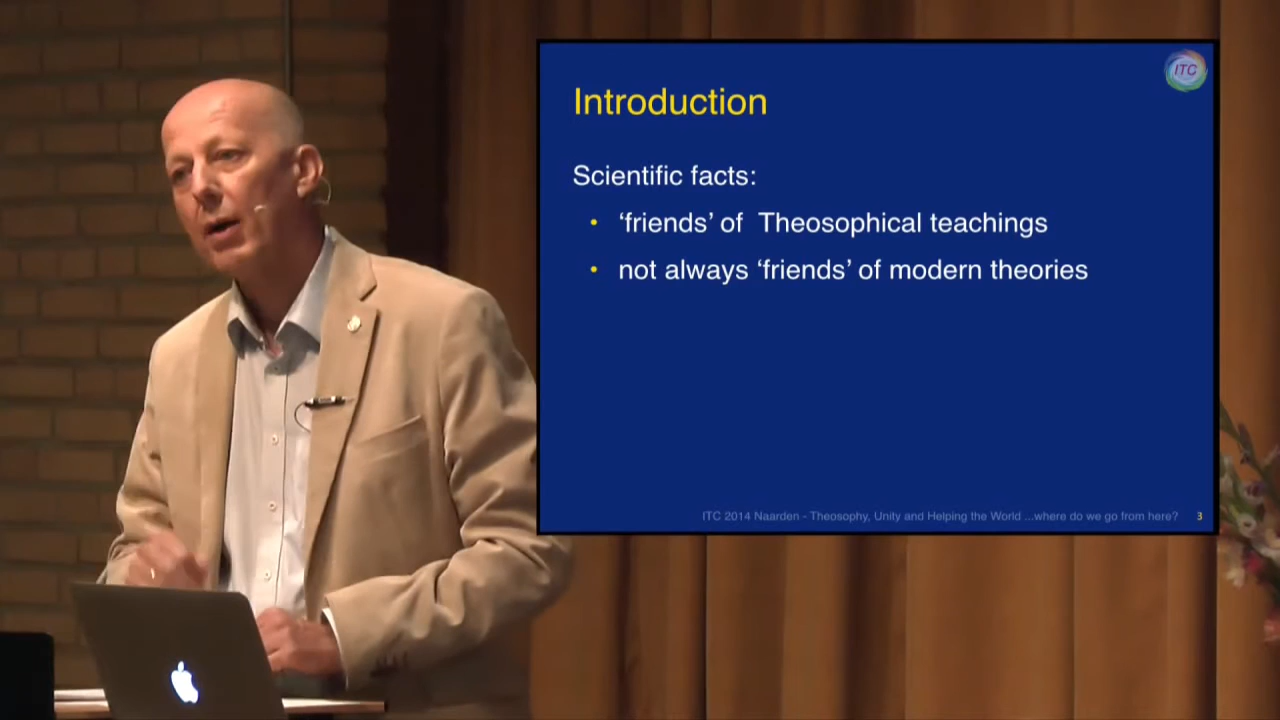 ITC
Introduction
Scientific facts:
• ‘friends’ of  Theosophical teachings
• not always ‘friends’ of modern theories
ITC 2014 Naarden - Theosophy, Unity and Helping the World ...where do we go from here? 3